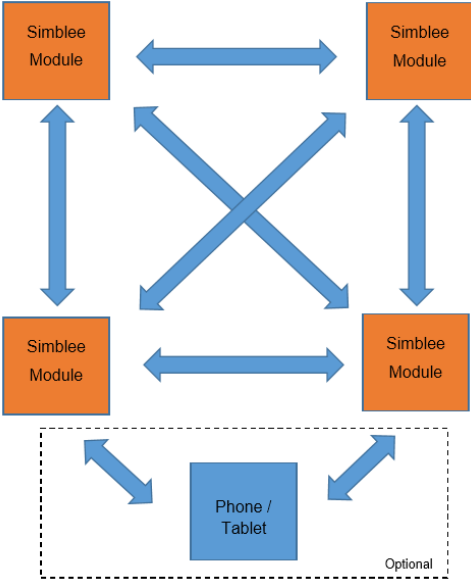 Simblee
Module
Simblee
Module
Simblee
Module
Simblee
Module
Phone /
Tablet
Optional